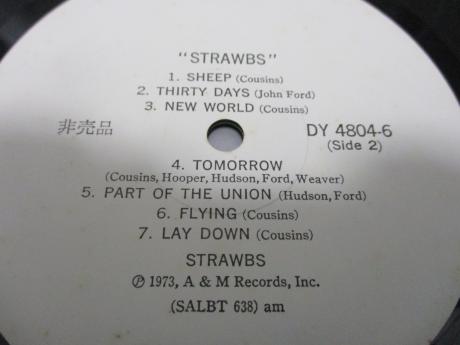 "STRAWBS"
1. SHEEP (Cousins)
2. THIRTY DAYS (John Ford)
3. NEW WORLD (Cousins)
非売品
DY 4804-6
(Side 2)
4. TOMORROW
(Cousins, Hooper, Hudson, Ford, Weaver)
5. PART OF THE UNION (Hudson, Ford)
6. FLYING (Cousins)
7. LAY DOWN (Cousins)
STRAWBS
℗ 1973, A & M Records, Inc.
(SALBT 638) am